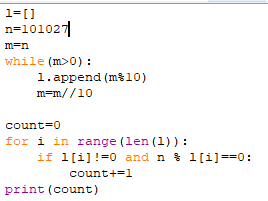 l=[]
n=101027
m=n
while(m>0):
    l.append(m%10)
    m=m//10

count=0
for i in range(len(l)):
    if l[i]!=0 and n % l[i]==0:
        count+=1
print(count)